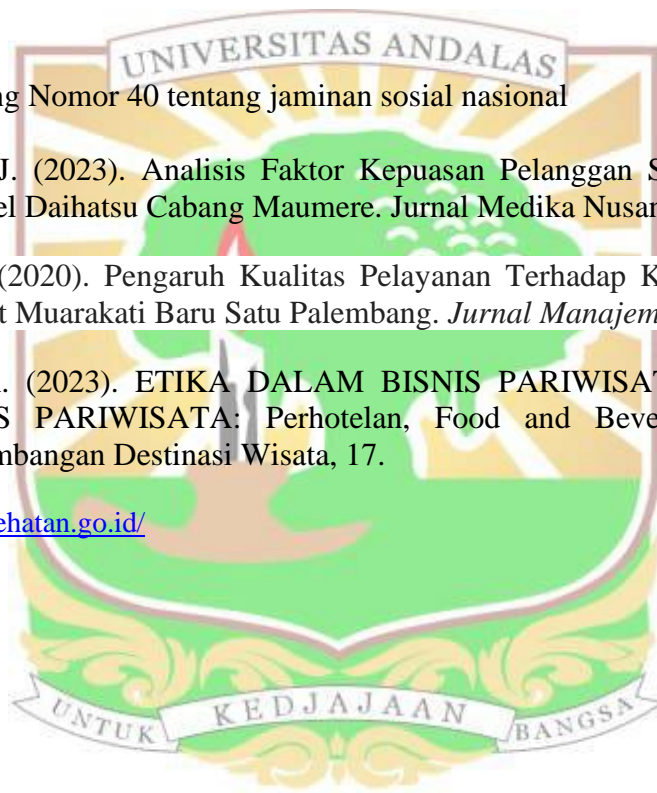 UNIVERSITAS ANDALAS
ng Nomor 40 tentang jaminan sosial nasional
J. (2023). Analisis Faktor Kepuasan Pelanggan S
el Daihatsu Cabang Maumere. Jurnal Medika Nusan
(2020). Pengaruh Kualitas Pelayanan Terhadap K
t Muarakati Baru Satu Palembang. Jurnal Manajem
. (2023). ETIKA DALAM BISNIS PARIWISAT
S PARIWISATA: Perhotelan, Food and Beve
mbangan Destinasi Wisata, 17.
ehatan.go.id/
UNTUK KEDJAJAAN BANGSA